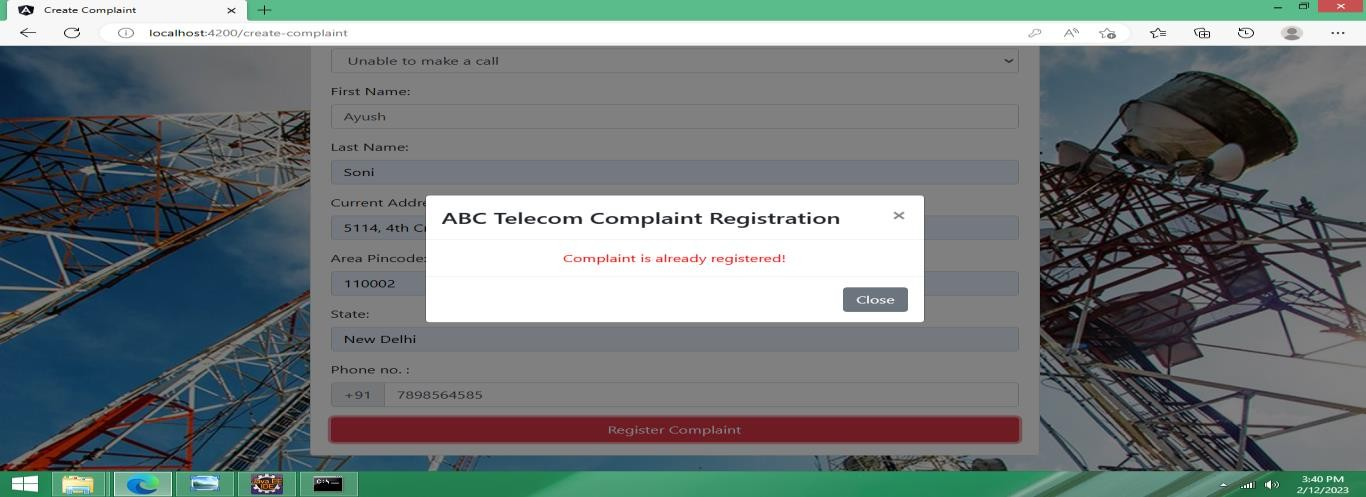 Create Complaint
localhost:4200/create-complaint
Unable to make a call
First Name:
Ayush
Last Name:
Soni
Current Addre
5114, 4th Cr
ABC Telecom Complaint Registration
Complaint is already registered!
Close
Area Pincode:
110002
State:
New Delhi
Phone no. :
+91 7898564585
Register Complaint
3:40 PM
2/12/2023